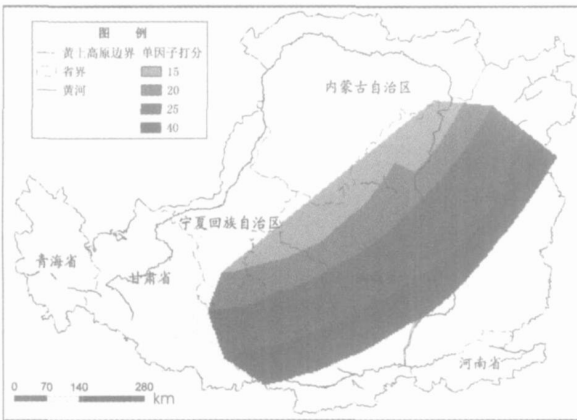 图 例
黄土高原边界 单因子打分
省界 15
黄河 20
25
40
内蒙古自治区
宁夏回族自治区
青海省
甘肃省
河南省
0 70 140 280
km